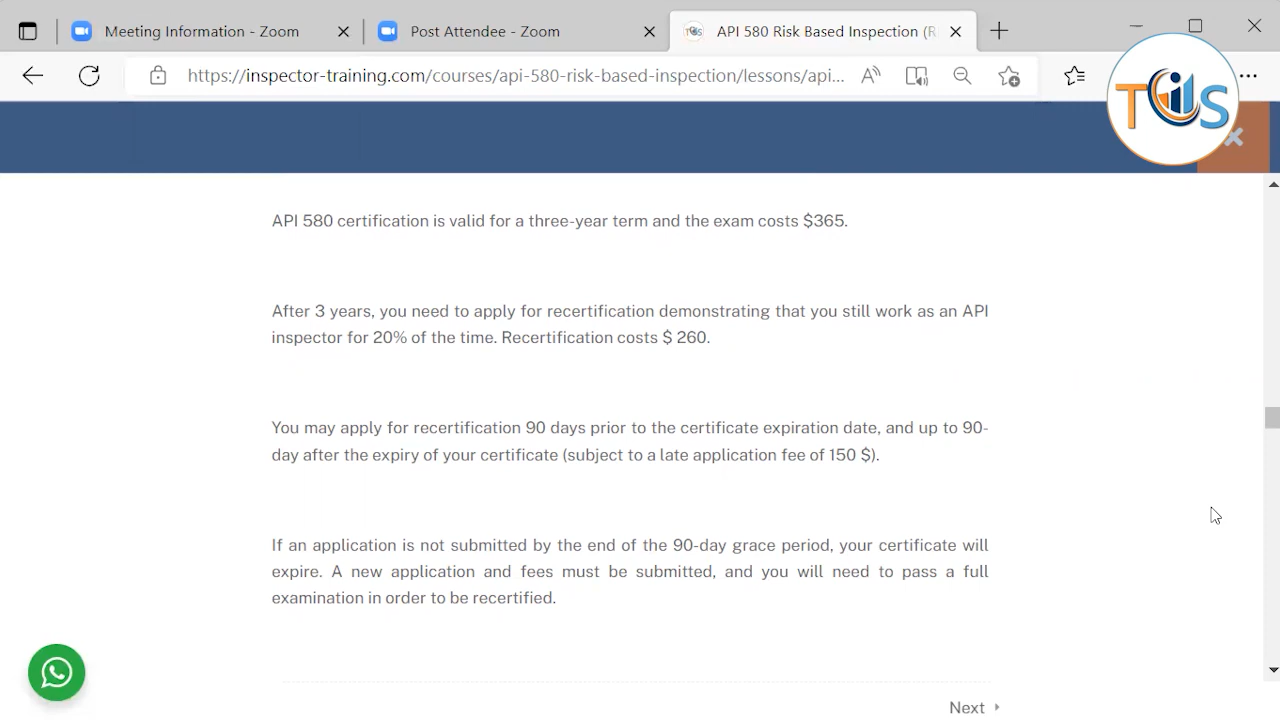 Meeting Information - Zoom
Post Attendee - Zoom
API 580 Risk Based Inspection (R
https://inspector-training.com/courses/api-580-risk-based-inspection/lessons/api...
TIS
API 580 certification is valid for a three-year term and the exam costs $365.
After 3 years, you need to apply for recertification demonstrating that you still work as an API
inspector for 20% of the time. Recertification costs $ 260.
You may apply for recertification 90 days prior to the certificate expiration date, and up to 90-
day after the expiry of your certificate (subject to a late application fee of 150 $).
If an application is not submitted by the end of the 90-day grace period, your certificate will
expire. A new application and fees must be submitted, and you will need to pass a full
examination in order to be recertified.
Next